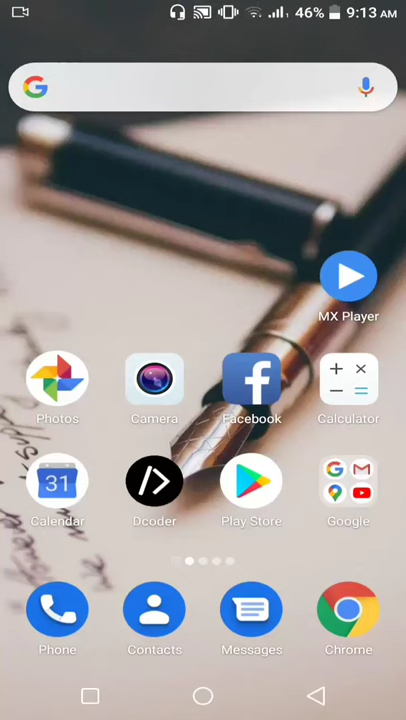 46% 9:13 AM
MX Player
Photos Camera Facebook Calculator
31
Calendar Dcoder Play Store Google
Phone Contacts Messages Chrome